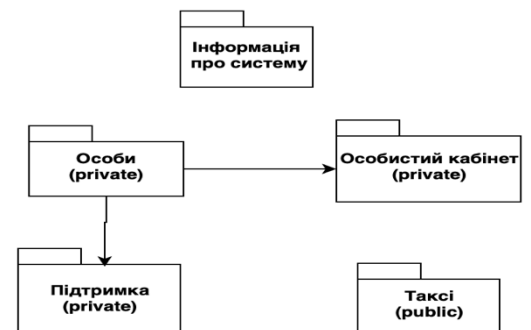 Інформація
про систему
Особи
(private)
Особистий кабінет
(private)
Підтримка
(private)
Таксі
(public)